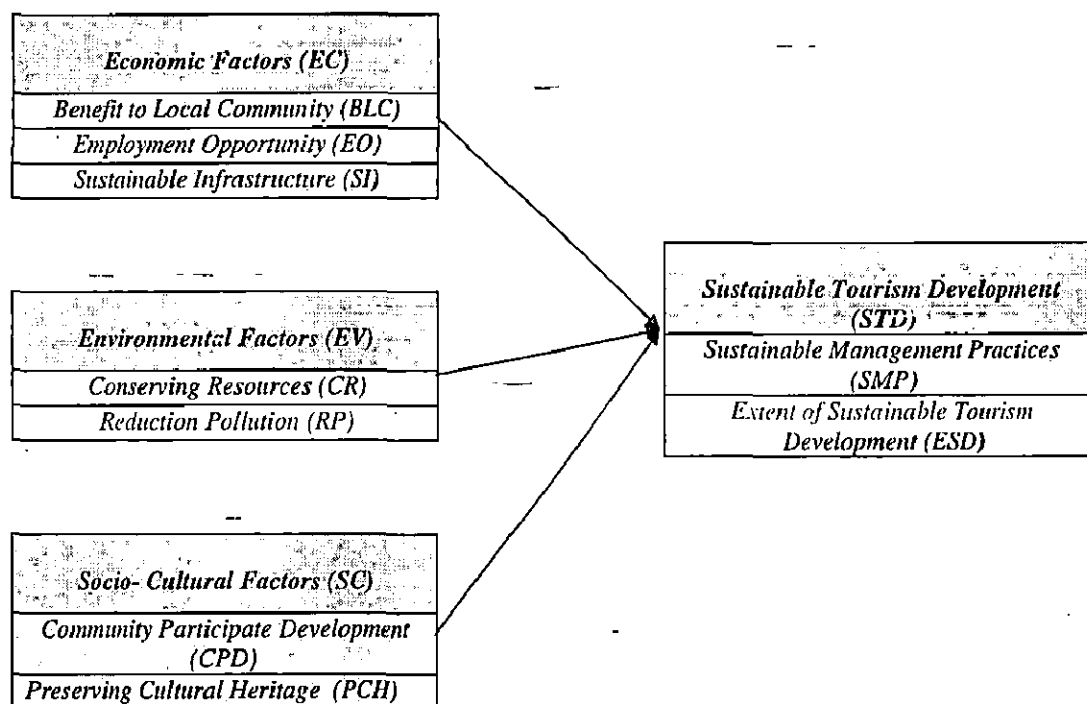 Economic Factors (EC)
Benefit to Local Community (BLC)
Employment Opportunity (EO)
Sustainable Infrastructure (SI)
Environmental Factors (EV)
Conserving Resources (CR)
Reduction Pollution (RP)
Socio- Cultural Factors (SC)
Community Participate Development
(CPD)
Preserving Cultural Heritage (PCH)
Sustainable Tourism Development
(STD)
Sustainable Management Practices
(SMP)
Extent of Sustainable Tourism
Development (ESD)